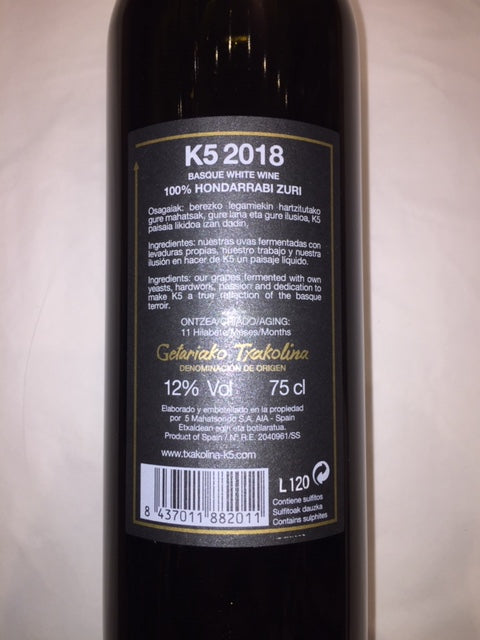 K5 2018
BASQUE WHITE WINE
100% HONDARRABI ZURI
Osagaiak: berezko legamiekin hartzitutako
gure mahatsak, gure lana eta gure ilusioa, K5
paisaia likidoa izan dadin,
Ingredientes: nuestras uvas fermentadas con
levaduras propias, nuestro trabajo y nuestra
ilusión en hacer de K5 un paisaje líquido.
Ingredients: our grapes fermented with own
yeasts, hardwork, passion and dedication to
make K5 a true reflection of the basque
terroir.
ONTZEA/CRIADO/AGING:
11 Hilabete/Meses/Months
Getariako Txakolina
DENOMINACIÓN DE ORIGEN
12% Vol 75 cl
Elaborado y embotellado en la propiedad
por 5 Mahatsondo S.A. AIA - Spain
Etxaldean egin eta botilaratua.
Product of Spain / Nº R.E. 2040961/SS
www.txakolina-k5.com
L 120
8 437011 882011
Contiene sulfitos
Sulfitoak dauzka
Contains sulphites